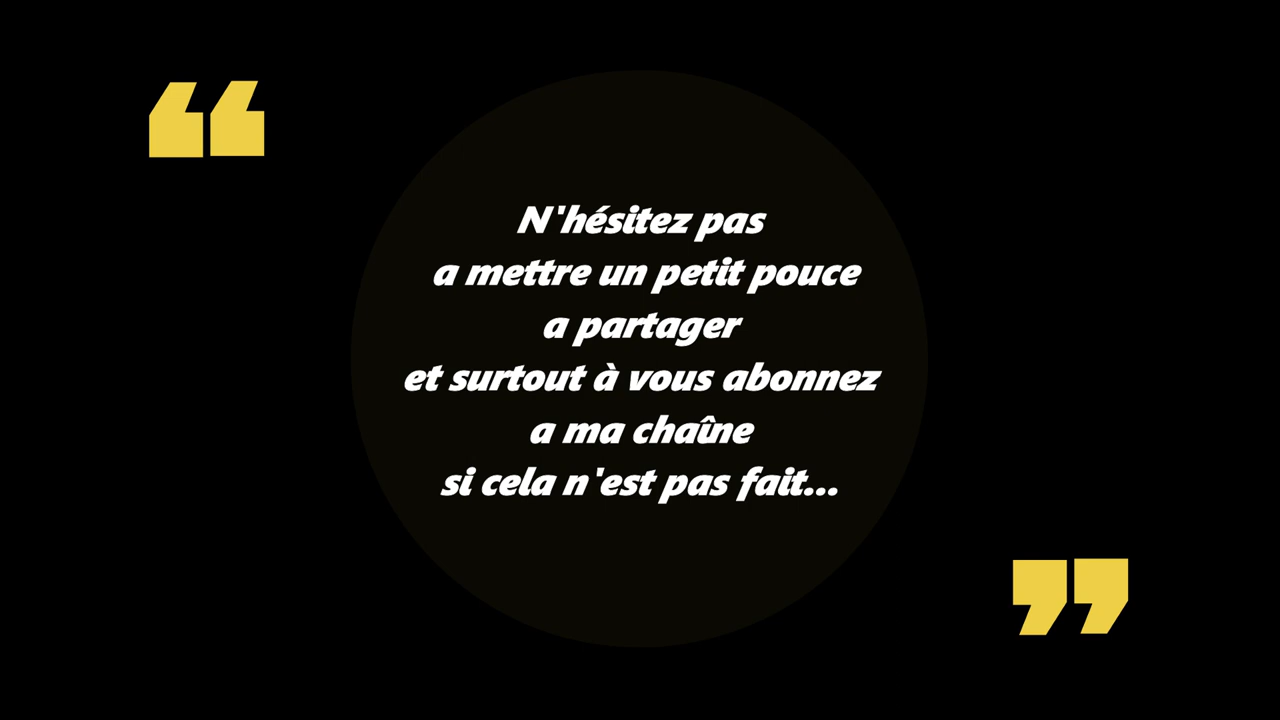 N'hésitez pas
a mettre un petit pouce
a partager
et surtout à vous abonnez
a ma chaîne
si cela n'est pas fait...